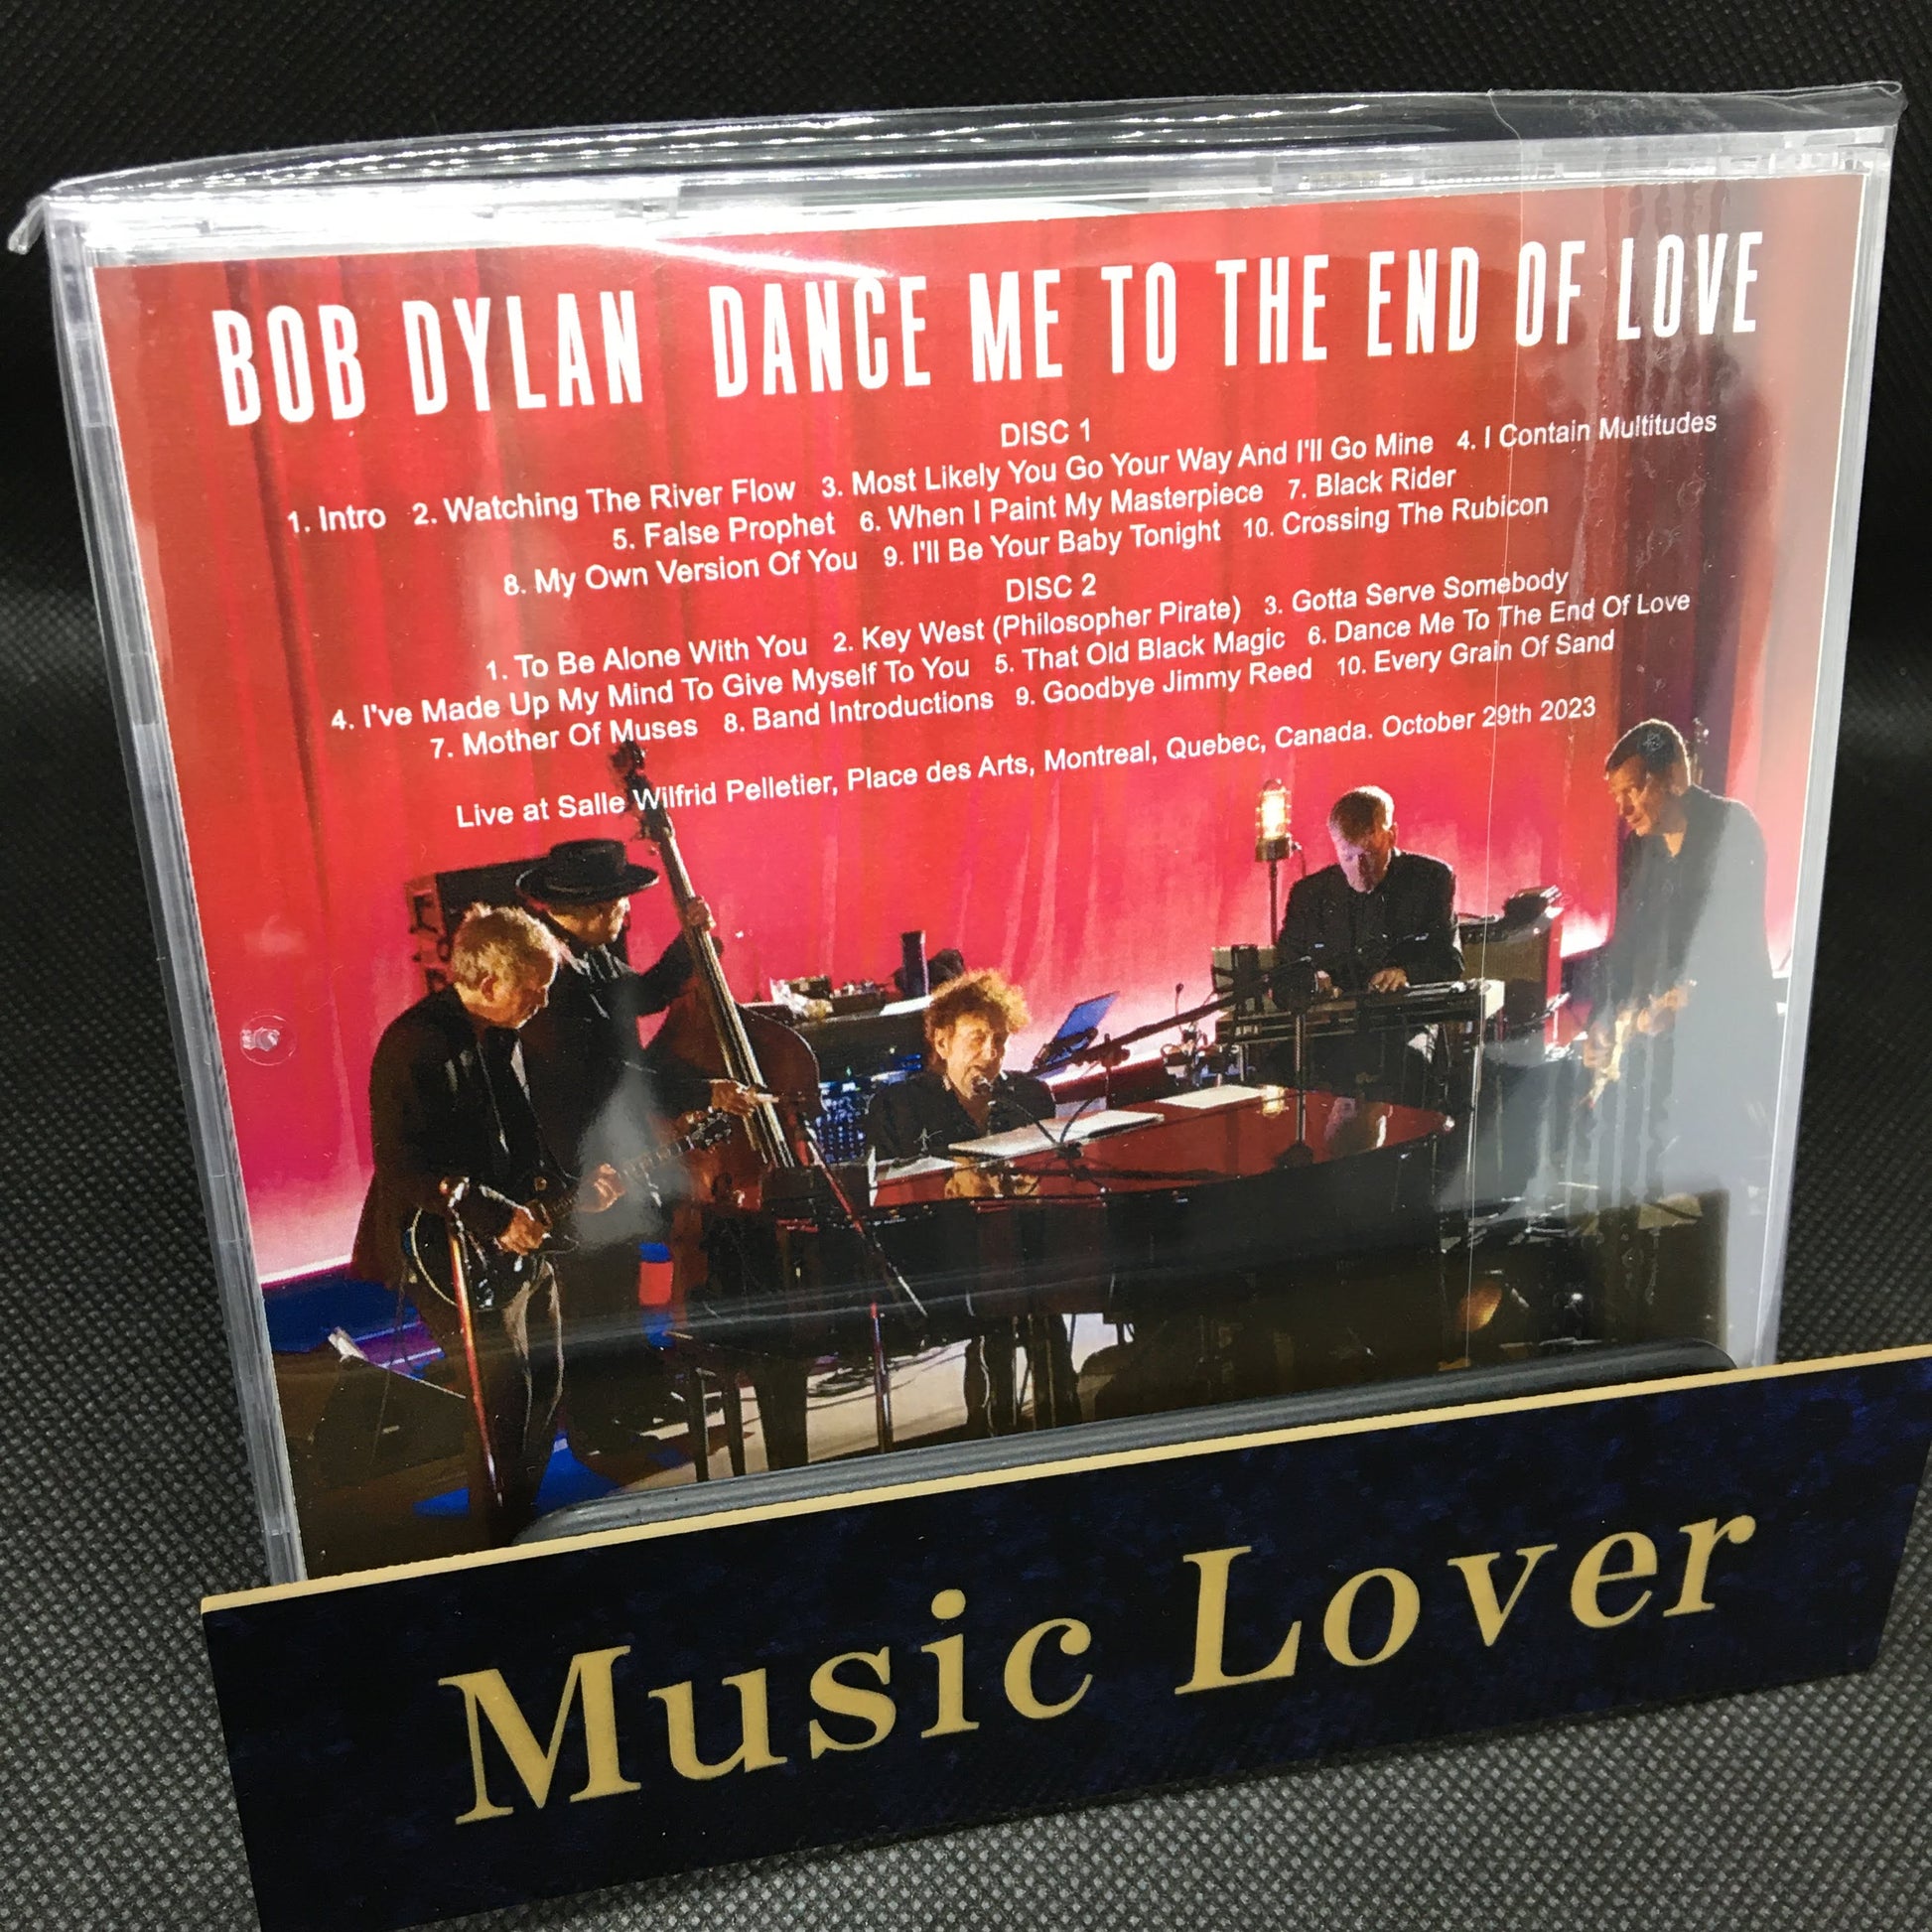 BOB DYLAN DANCE ME TO THE END OF LOVE
DISC 1
1. Intro 2. Watching The River Flow 3. Most Likely You Go Your Way And I'll Go Mine 4. I Contain Multitudes
5. False Prophet 6. When I Paint My Masterpiece 7. Black Rider
8. My Own Version Of You 9. I'll Be Your Baby Tonight 10. Crossing The Rubicon
DISC 2
1. To Be Alone With You 2. Key West (Philosopher Pirate) 3. Gotta Serve Somebody
4. I've Made Up My Mind To Give Myself To You 5. That Old Black Magic 6. Dance Me To The End Of Love
7. Mother Of Muses 8. Band Introductions 9. Goodbye Jimmy Reed 10. Every Grain Of Sand
Live at Salle Wilfrid Pelletier, Place des Arts, Montreal, Quebec, Canada. October 29th 2023
Music Lover